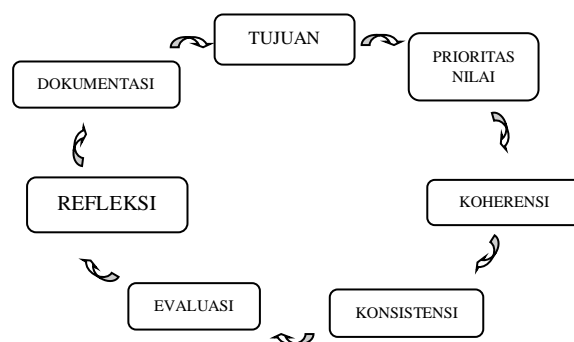 TUJUAN
PRIORITAS
NILAI
KOHERENSI
KONSISTENSI
EVALUASI
REFLEKSI
DOKUMENTASI